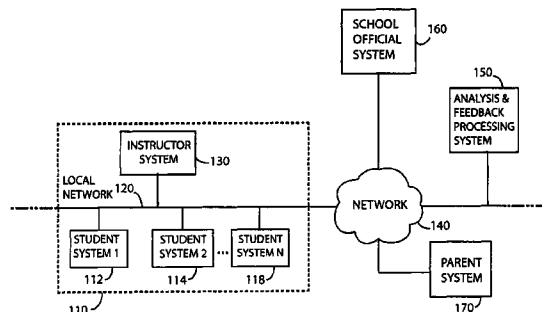 SCHOOL
OFFICIAL
SYSTEM
160
150
ANALYSIS &
FEEDBACK
PROCESSING
SYSTEM
INSTRUCTOR
SYSTEM
130
LOCAL
NETWORK
120
NETWORK
140
STUDENT
SYSTEM 1
STUDENT
SYSTEM 2
...
STUDENT
SYSTEM N
112
114
118
110
PARENT
SYSTEM
170